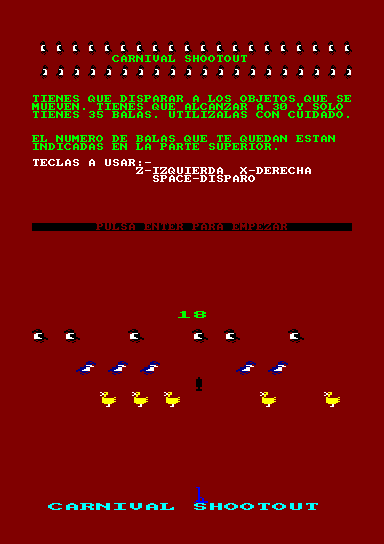 CARNIVAL SHOOTOUT
TIENES QUE DISPARAR A LOS OBJETOS QUE SE
MUEVEN. TIENES QUE ALCANZAR A 30 Y SOLO
TIENES 35 BALAS. UTILIZALAS CON CUIDADO.
EL NUMERO DE BALAS QUE TE QUEDAN ESTAN
INDICADAS EN LA PARTE SUPERIOR.
TECLAS A USAR:-
Z-IZQUIERDA X-DERECHA
SPACE-DISPARO
PULSA ENTER PARA EMPEZAR
18
CARNIVAL SHOOTOUT